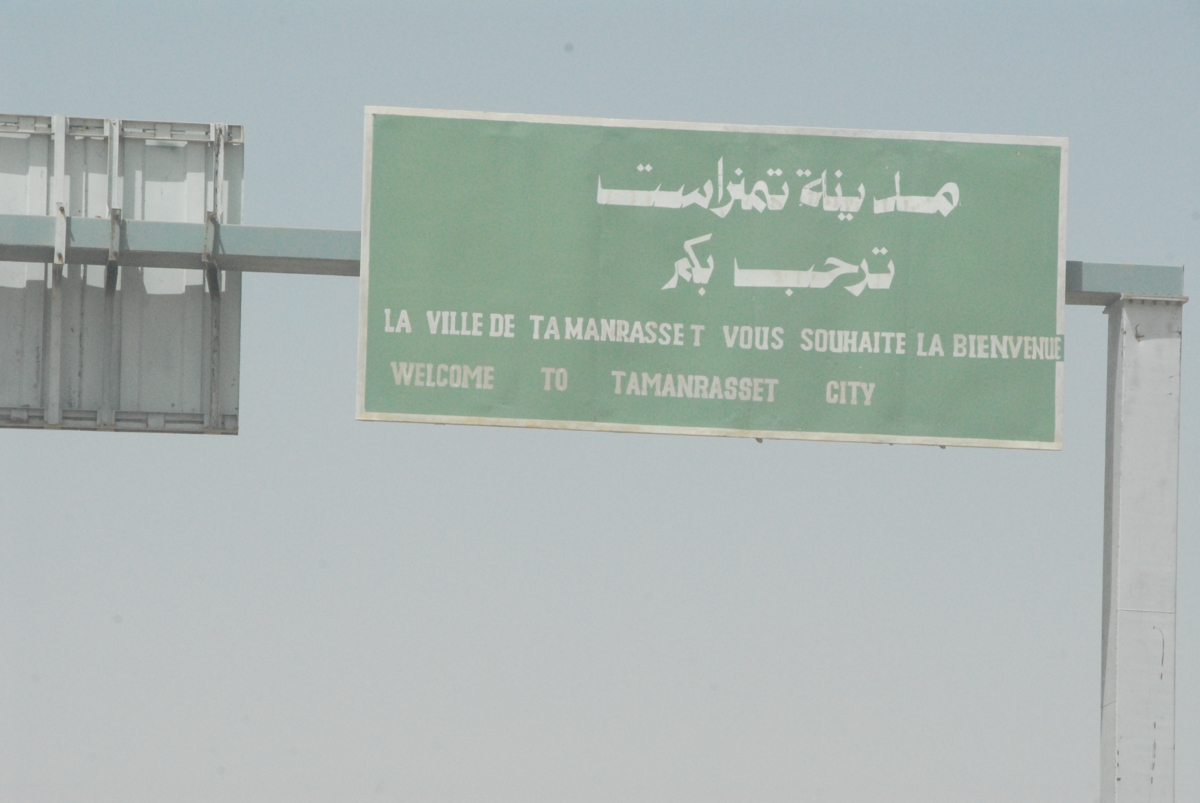 مدينة تمنراست
ترحب بكم
LA VILLE DE TAMANRASSET VOUS SOUHAITE LA BIENVENUE
WELCOME TO TAMANRASSET CITY